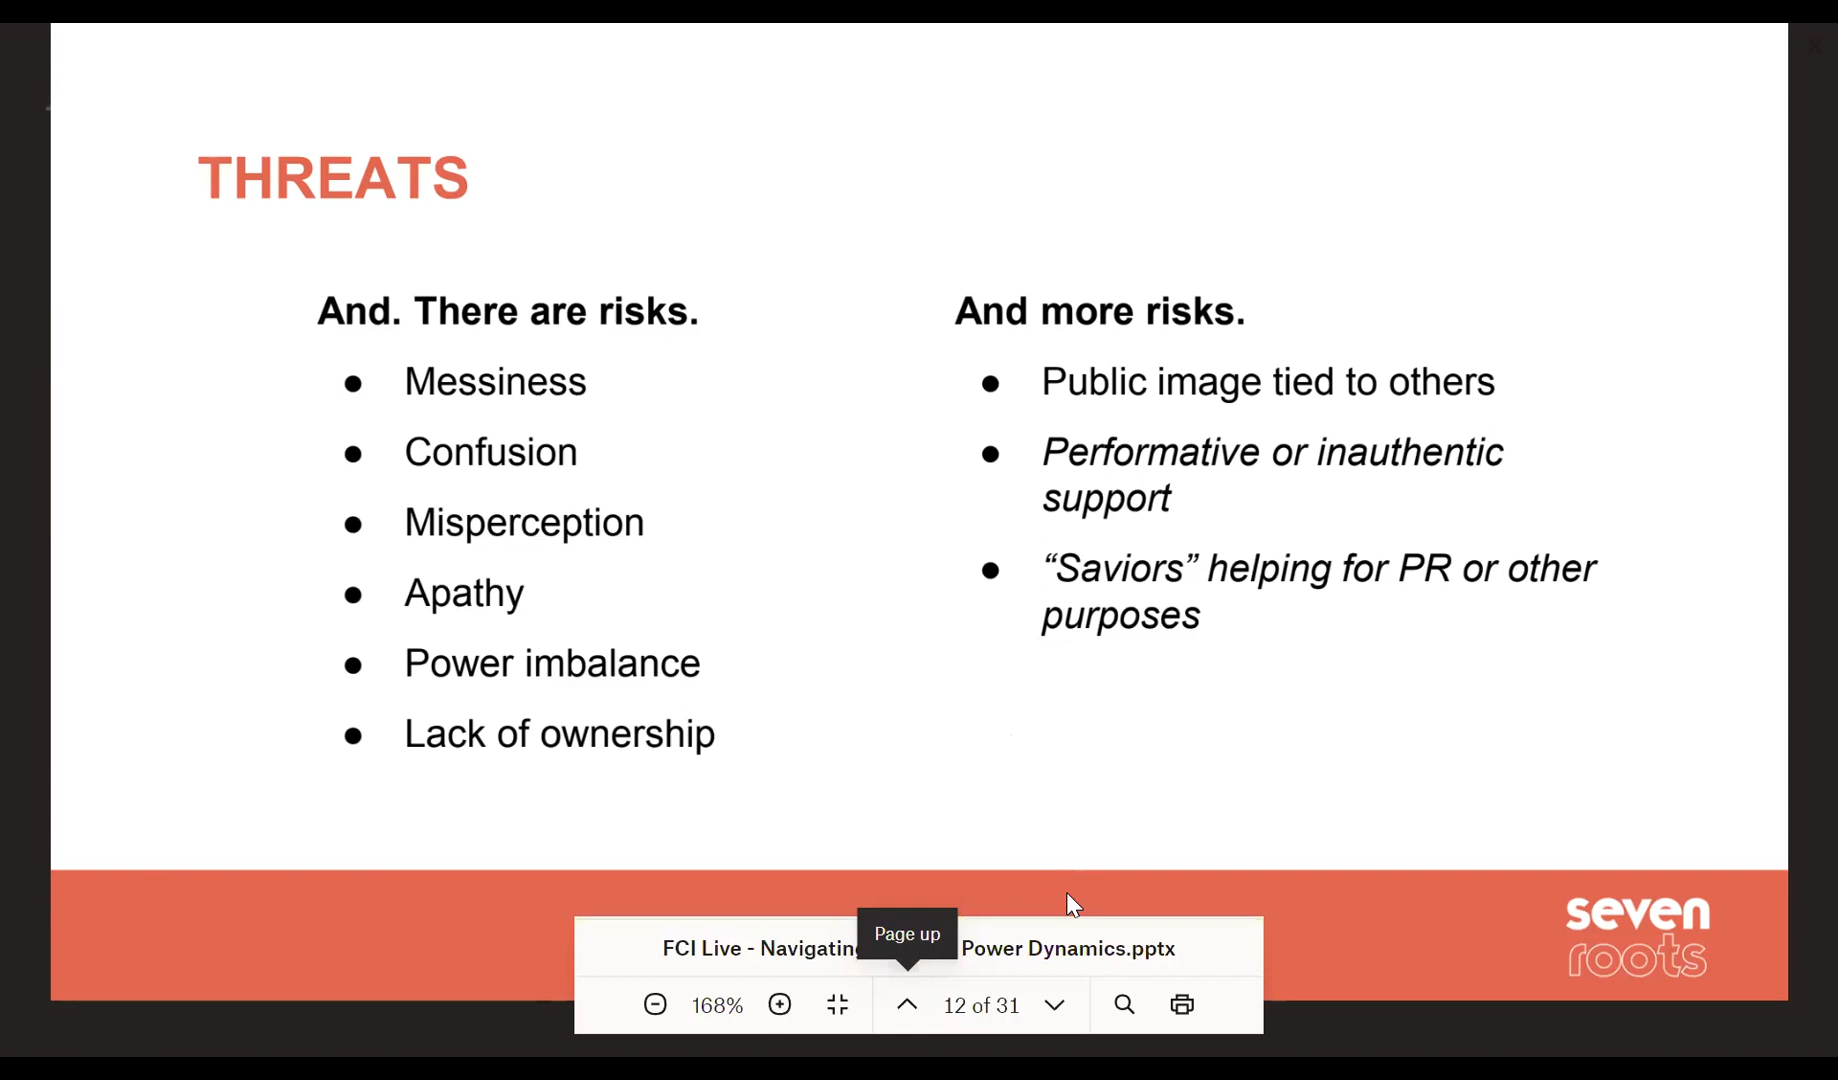 THREATS
And. There are risks.
● Messiness
● Confusion
● Misperception
● Apathy
● Power imbalance
● Lack of ownership
And more risks.
● Public image tied to others
● Performative or inauthentic
support
● “Saviors” helping for PR or other
purposes
seven
roots
Page up
FCI Live - Navigating Power Dynamics.pptx
168%
12 of 31